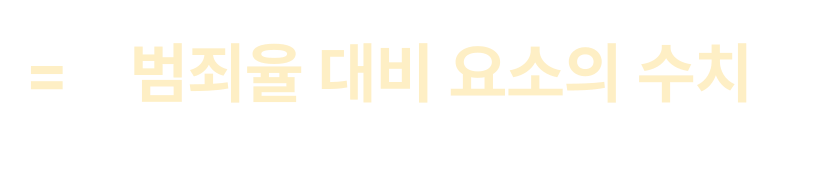 = 범죄율 대비 요소의 수치